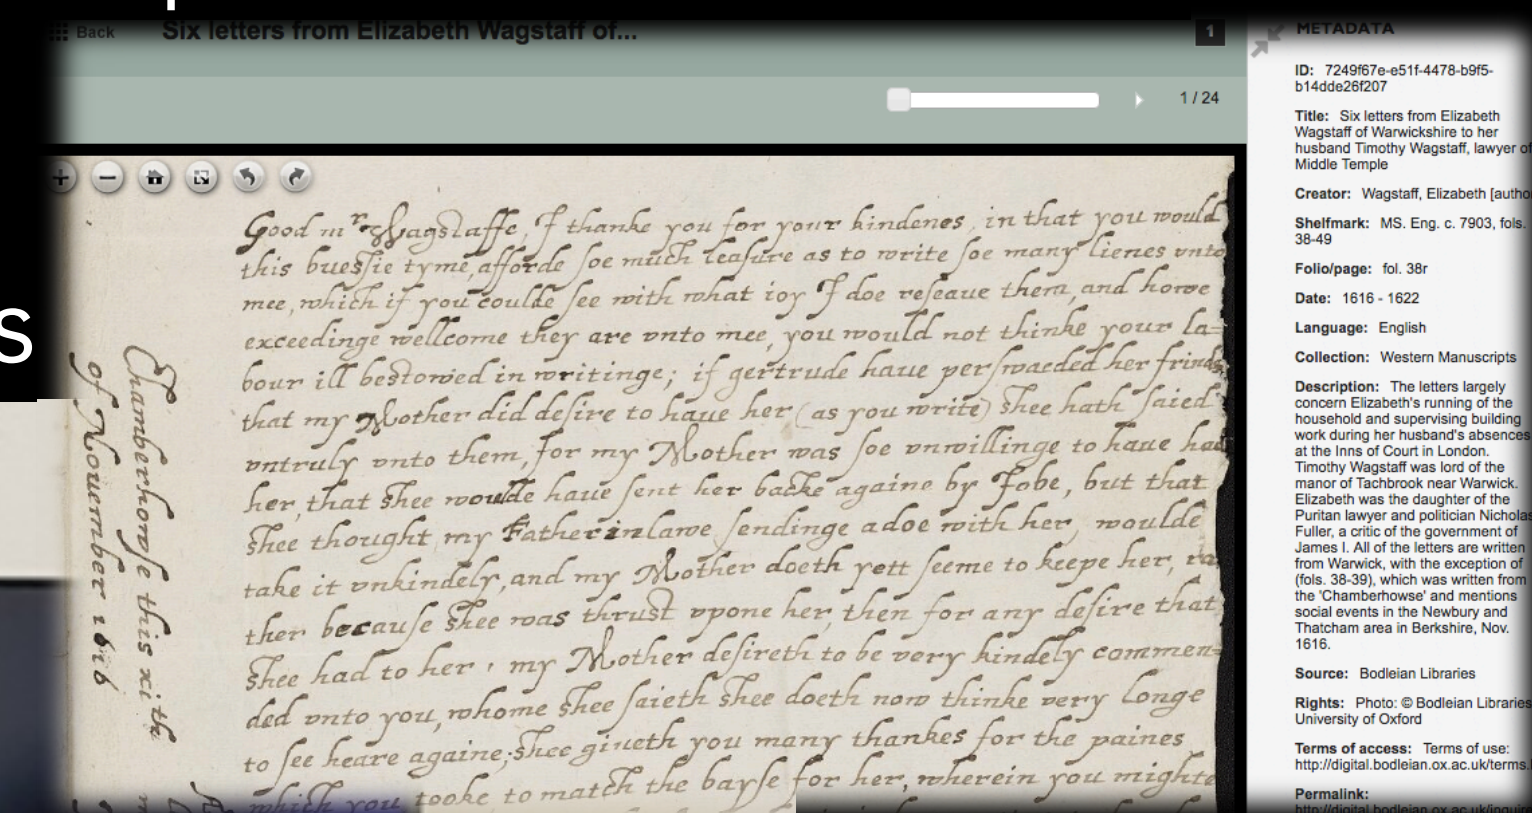 s
Back
Six letters from Elizabeth Wagstaff of...
1
1 / 24
Good mr Wagstaffe, I thanke you for your kindenes, in that you would
this buessie tyme, afforde soe much leasure as to write soe many lienes vnto
mee, which if you coulde see with what ioy I doe reseaue them, and howe
exceedinge wellcome they are vnto mee, you would not thinke your la=
bour ill bestowed in writinge; if gertrude haue perswaeded her frinds
that my Mother did desire to haue her (as you write) shee hath saied
vntruly vnto them, for my Mother was soe vnwillinge to haue had
her, that shee woulde haue sent her backe againe by Jobe, but that
shee thought my Father in lawe sendinge adoe with her, woulde
take it vnkindely, and my Mother doeth yett seeme to keepe her, ra
ther because shee was thrust vpone her, then for any desire that
shee had to her, my Mother desireth to be very kindely commen=
ded vnto you, whome shee saieth shee doeth now thinke very longe
to see heare againe; shee giueth you many thankes for the paines
which you tooke to match the bayse for her, wherein you mighte
Chamberhowse this xith
of Nouember 1616
METADATA
ID: 7249f67e-e51f-4478-b9f5-
b14dde26f207
Title: Six letters from Elizabeth
Wagstaff of Warwickshire to her
husband Timothy Wagstaff, lawyer of
Middle Temple
Creator: Wagstaff, Elizabeth [autho
Shelfmark: MS. Eng. c. 7903, fols.
38-49
Folio/page: fol. 38r
Date: 1616 - 1622
Language: English
Collection: Western Manuscripts
Description: The letters largely
concern Elizabeth's running of the
household and supervising building
work during her husband's absences
at the Inns of Court in London.
Timothy Wagstaff was lord of the
manor of Tachbrook near Warwick.
Elizabeth was the daughter of the
Puritan lawyer and politician Nicholas
Fuller, a critic of the government of
James I. All of the letters are written
from Warwick, with the exception of
(fols. 38-39), which was written from
the 'Chamberhowse' and mentions
social events in the Newbury and
Thatcham area in Berkshire, Nov.
1616.
Source: Bodleian Libraries
Rights: Photo: © Bodleian Libraries
University of Oxford
Terms of access: Terms of use:
http://digital.bodleian.ox.ac.uk/terms.
Permalink:
http://digital.bodleian.ox.ac.uk/inquire